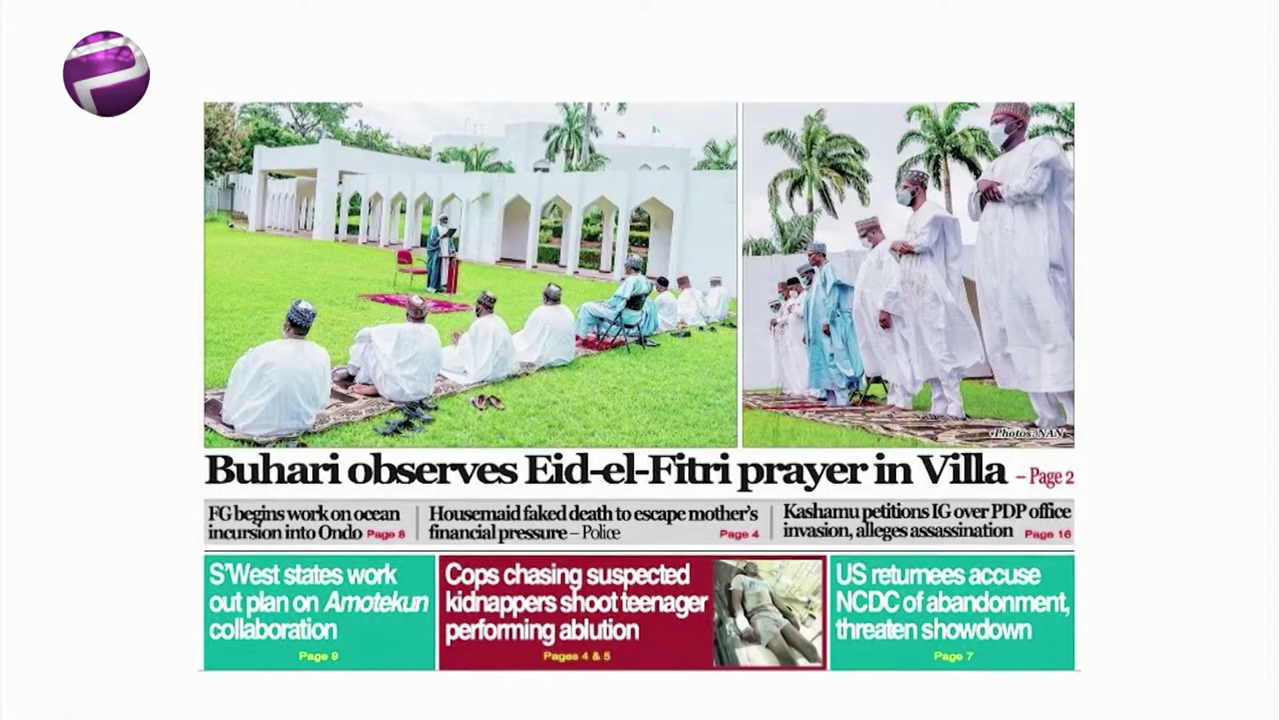 •Photos: NAN
Buhari observes Eid-el-Fitri prayer in Villa – Page 2
FG begins work on ocean
incursion into Ondo Page 8
Housemaid faked death to escape mother's
financial pressure – Police Page 4
Kashamu petitions IG over PDP office
invasion, alleges assassination Page 16
S'West states work
out plan on Amotekun
collaboration
Page 9
Cops chasing suspected
kidnappers shoot teenager
performing ablution
Pages 4 & 5
US returnees accuse
NCDC of abandonment,
threaten showdown
Page 7